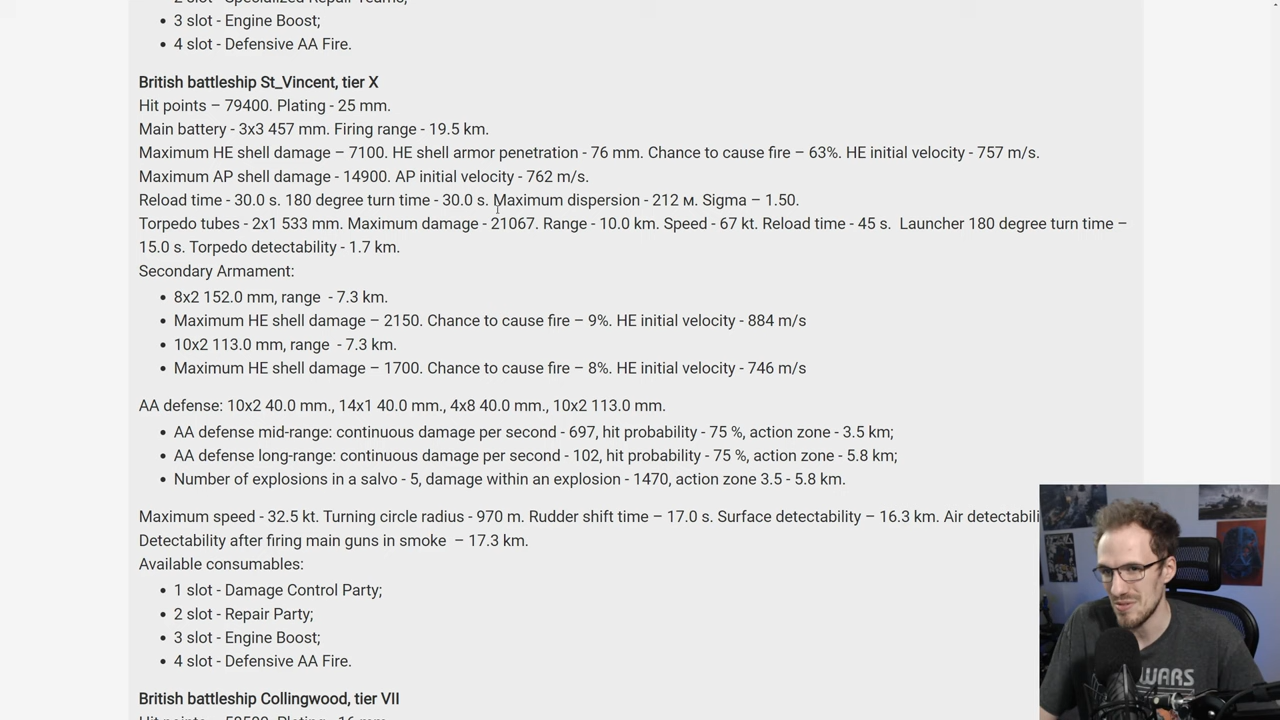 2 slot - Specialized Repair Teams;
3 slot - Engine Boost;
4 slot - Defensive AA Fire.
British battleship St_Vincent, tier X
Hit points – 79400. Plating - 25 mm.
Main battery - 3x3 457 mm. Firing range - 19.5 km.
Maximum HE shell damage – 7100. HE shell armor penetration - 76 mm. Chance to cause fire – 63%. HE initial velocity - 757 m/s.
Maximum AP shell damage - 14900. AP initial velocity - 762 m/s.
Reload time - 30.0 s. 180 degree turn time - 30.0 s. Maximum dispersion - 212 м. Sigma – 1.50.
Torpedo tubes - 2x1 533 mm. Maximum damage - 21067. Range - 10.0 km. Speed - 67 kt. Reload time - 45 s.  Launcher 180 degree turn time –
15.0 s. Torpedo detectability - 1.7 km.
Secondary Armament:
8x2 152.0 mm, range  - 7.3 km.
Maximum HE shell damage – 2150. Chance to cause fire – 9%. HE initial velocity - 884 m/s
10x2 113.0 mm, range  - 7.3 km.
Maximum HE shell damage – 1700. Chance to cause fire – 8%. HE initial velocity - 746 m/s
AA defense: 10x2 40.0 mm., 14x1 40.0 mm., 4x8 40.0 mm., 10x2 113.0 mm.
AA defense mid-range: continuous damage per second - 697, hit probability - 75 %, action zone - 3.5 km;
AA defense long-range: continuous damage per second - 102, hit probability - 75 %, action zone - 5.8 km;
Number of explosions in a salvo - 5, damage within an explosion - 1470, action zone 3.5 - 5.8 km.
Maximum speed - 32.5 kt. Turning circle radius - 970 m. Rudder shift time – 17.0 s. Surface detectability – 16.3 km. Air detectabili
Detectability after firing main guns in smoke  – 17.3 km.
Available consumables:
1 slot - Damage Control Party;
2 slot - Repair Party;
3 slot - Engine Boost;
4 slot - Defensive AA Fire.
British battleship Collingwood, tier VII
WARS